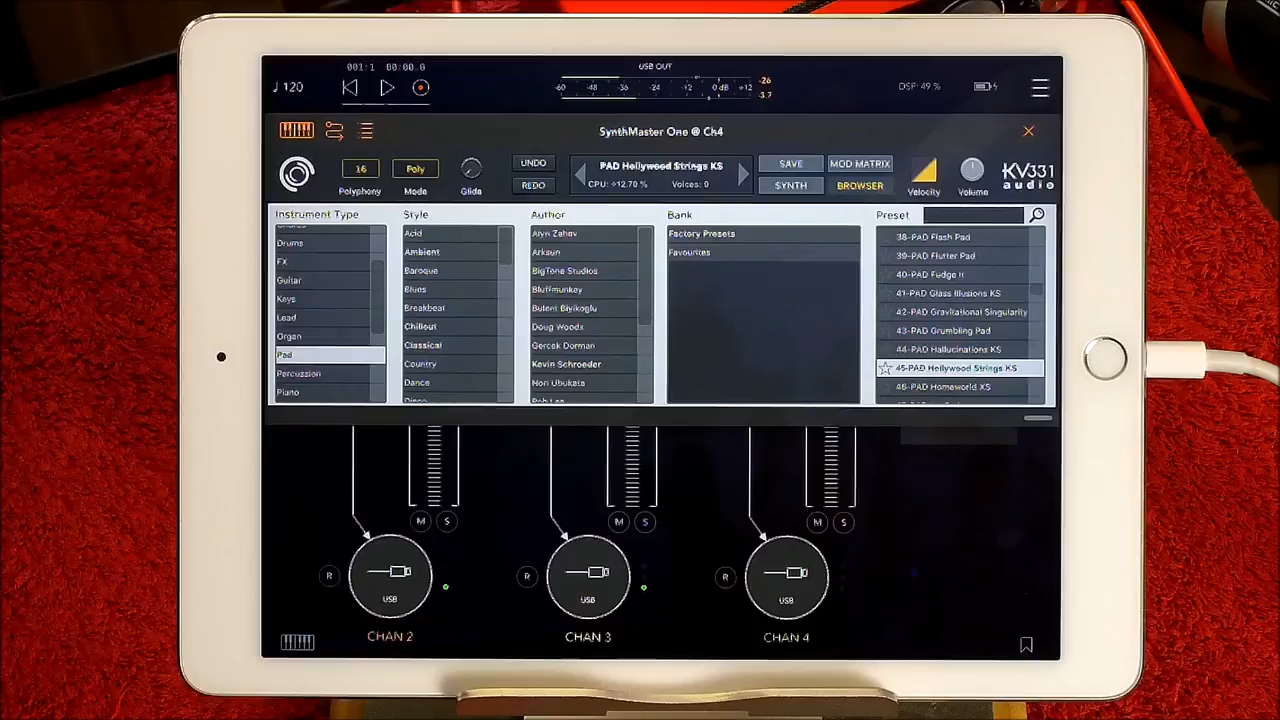 001:1 00:00.0
♩120
USB OUT
-60 -48 -36 -24 -12 0 dB +12
-26
-3.7
DSP 49 %
SynthMaster One @ Ch4
16
Polyphony
Poly
Mode
Glide
UNDO
REDO
PAD Hollywood Strings KS
CPU: ÷12.70 % Voices: 0
SAVE
MOD MATRIX
SYNTH
BROWSER
Velocity
Volume
KV331
audio
Instrument Type
Drums
FX
Guitar
Keys
Lead
Organ
Pad
Percussion
Piano
Style
Acid
Ambient
Baroque
Blues
Breakbeat
Chillout
Classical
Country
Dance
Disco
Author
Aiyn Zahev
Arksun
BigTone Studios
Bluffmunkey
Bulent Biyikoglu
Doug Woods
Gercek Dorman
Kevin Schroeder
Nori Ubukata
Rob Lee
Bank
Factory Presets
Favourites
Preset
38-PAD Flash Pad
39-PAD Flutter Pad
40-PAD Fudge It
41-PAD Glass Illusions KS
42-PAD Gravitational Singularity
43-PAD Grumbling Pad
44-PAD Hallucinations KS
45-PAD Hollywood Strings KS
46-PAD Homeworld XS
M S
M S
M S
R
USB
R
USB
R
USB
CHAN 2
CHAN 3
CHAN 4